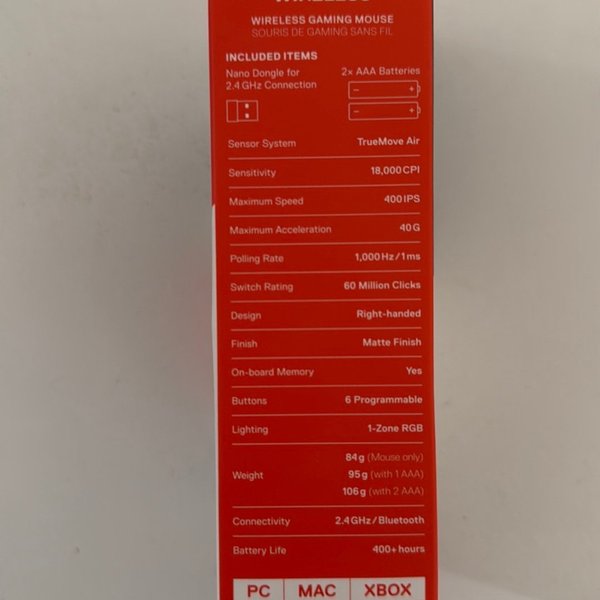 WIRELESS GAMING MOUSE
SOURIS DE GAMING SANS FIL
INCLUDED ITEMS
Nano Dongle for
2.4 GHz Connection
2x AAA Batteries
Sensor System TrueMove Air
Sensitivity 18,000 CPI
Maximum Speed 400 IPS
Maximum Acceleration 40 G
Polling Rate 1,000 Hz / 1 ms
Switch Rating 60 Million Clicks
Design Right-handed
Finish Matte Finish
On-board Memory Yes
Buttons 6 Programmable
Lighting 1-Zone RGB
Weight
84 g (Mouse only)
95 g (with 1 AAA)
106 g (with 2 AAA)
Connectivity 2.4 GHz / Bluetooth
Battery Life 400+ hours
PC MAC XBOX